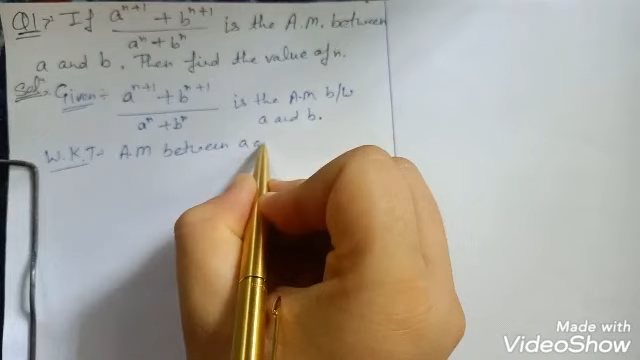 Q1:- If a^{n+1} + b^{n+1} / a^n + b^n is the A.M. between
a and b. Then find the value of n.
Sol^n:- Given:- a^{n+1} + b^{n+1} / a^n + b^n is the A.M b/w
a and b.
W.K.T:- A.M between a
Made with
VideoShow